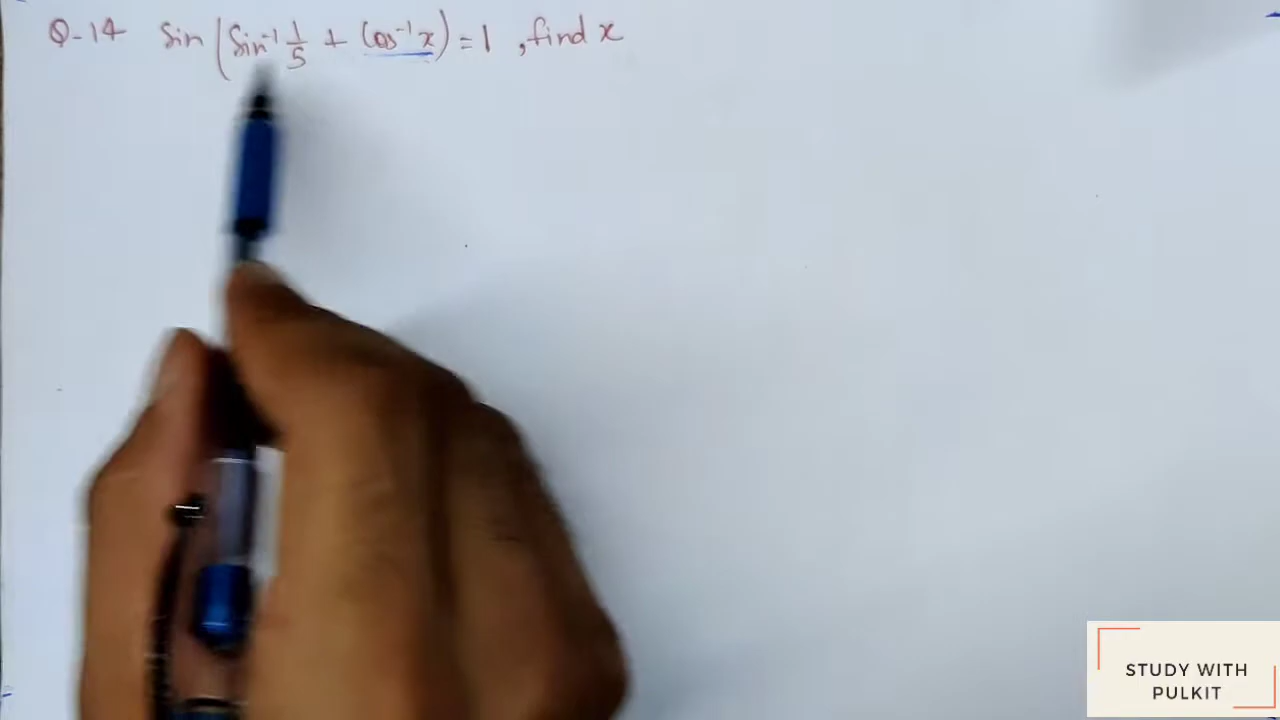 Q-14 Sin (Sin⁻¹ 1/5 + Cos⁻¹ x) = 1 , find x
STUDY WITH
PULKIT